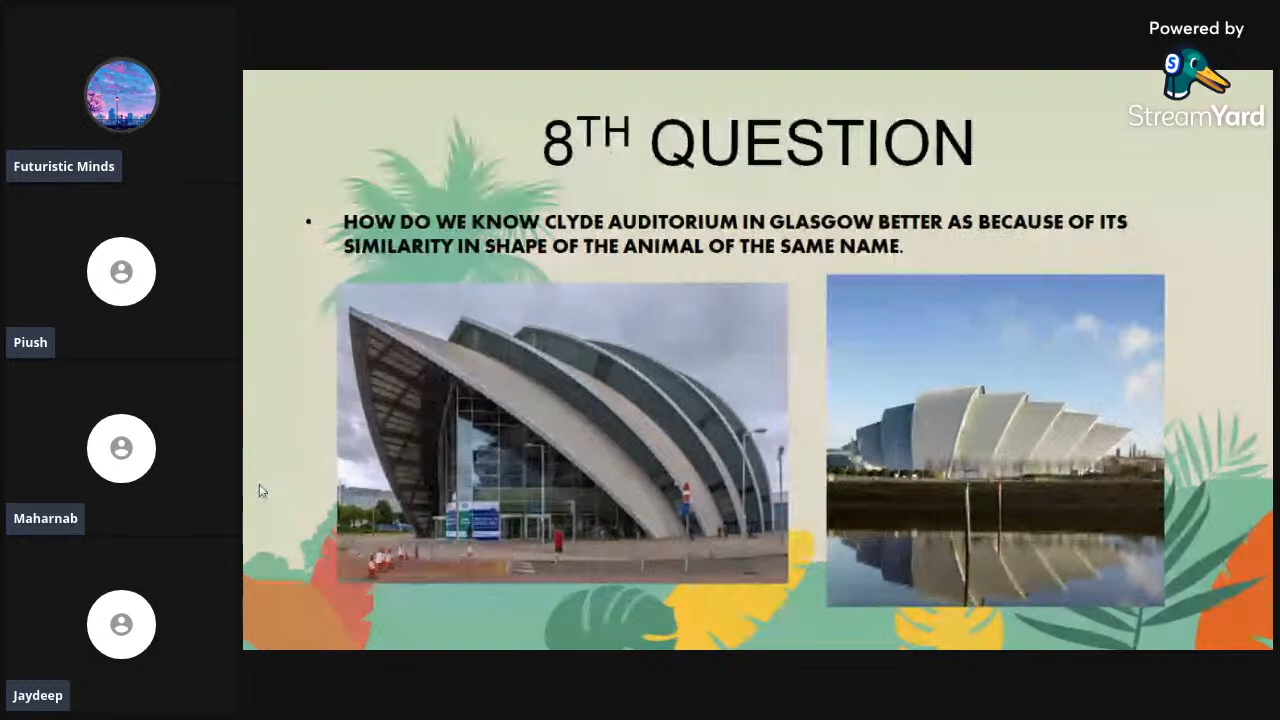 Powered by
S
StreamYard
Futuristic Minds
Piush
Maharnab
Jaydeep
8TH QUESTION
• HOW DO WE KNOW CLYDE AUDITORIUM IN GLASGOW BETTER AS BECAUSE OF ITS
SIMILARITY IN SHAPE OF THE ANIMAL OF THE SAME NAME.